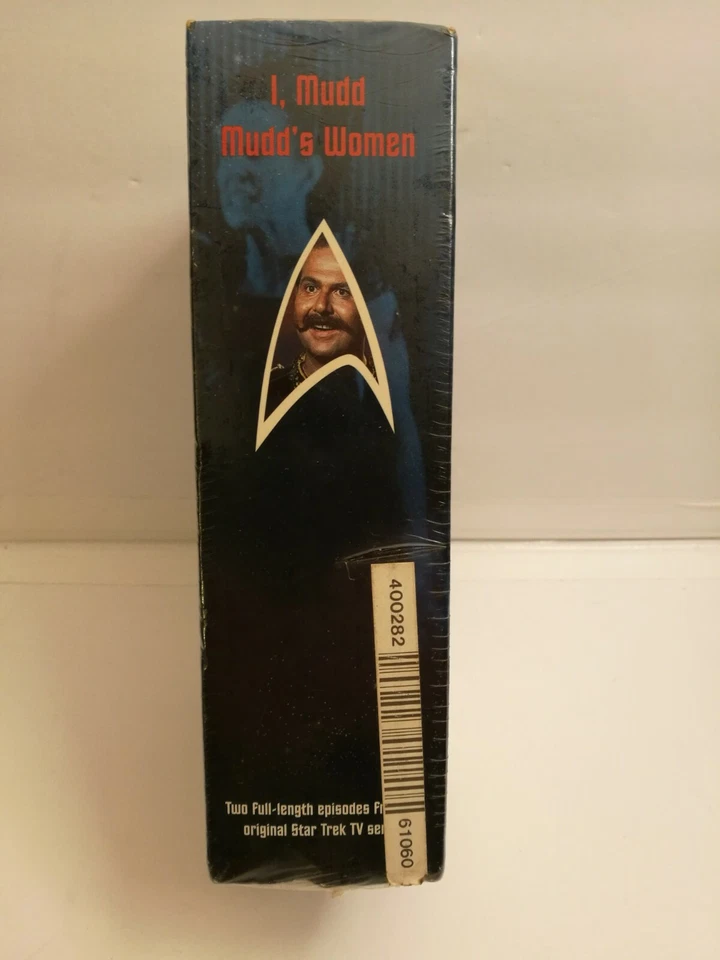 I, Mudd
Mudd's Women
400282
61060
Two full-length episodes
original Star Trek TV